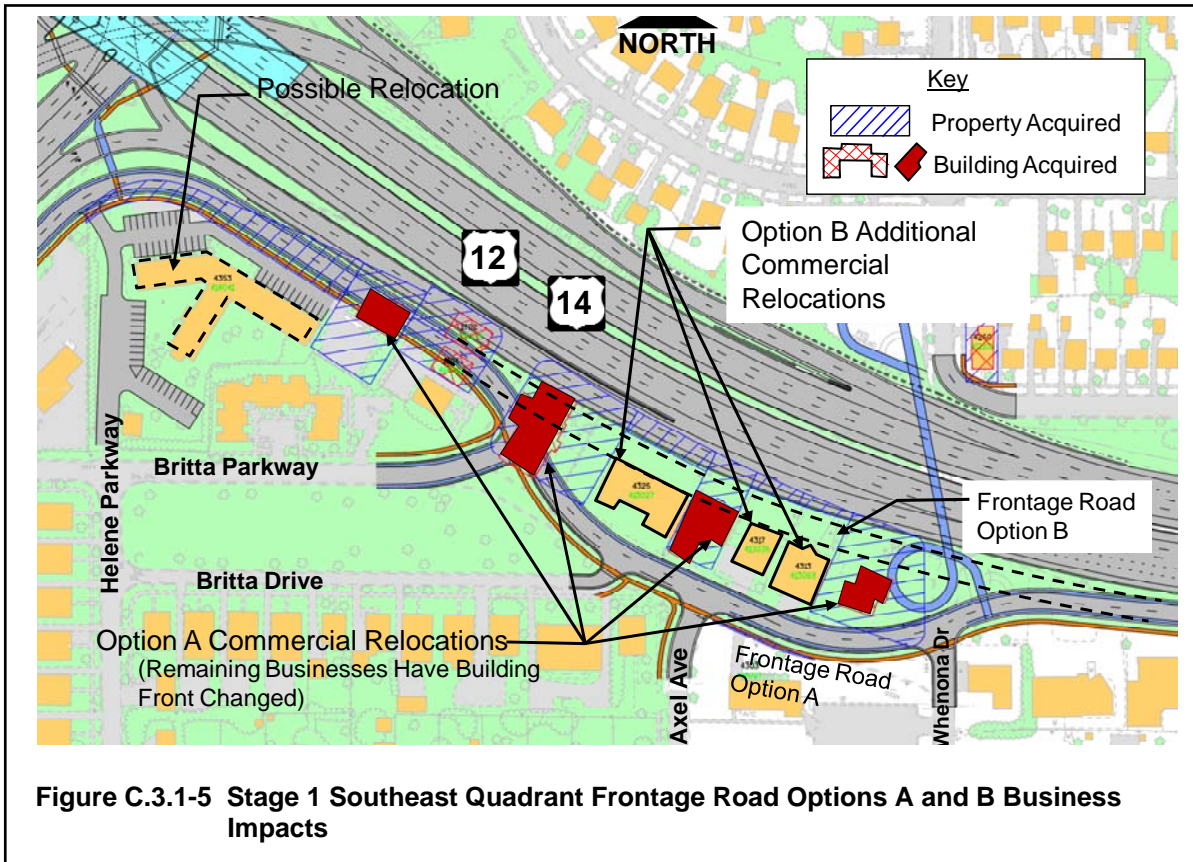 NORTH
Possible Relocation
Key
Property Acquired
Building Acquired
Option B Additional
Commercial
Relocations
12
14
4353
4325
4317
4313
Frontage Road
Option B
Helene Parkway
Britta Parkway
Britta Drive
Option A Commercial Relocations
(Remaining Businesses Have Building
Front Changed)
Axel Ave
Frontage Road
Option A
Whenona Dr
Figure C.3.1-5 Stage 1 Southeast Quadrant Frontage Road Options A and B Business
Impacts